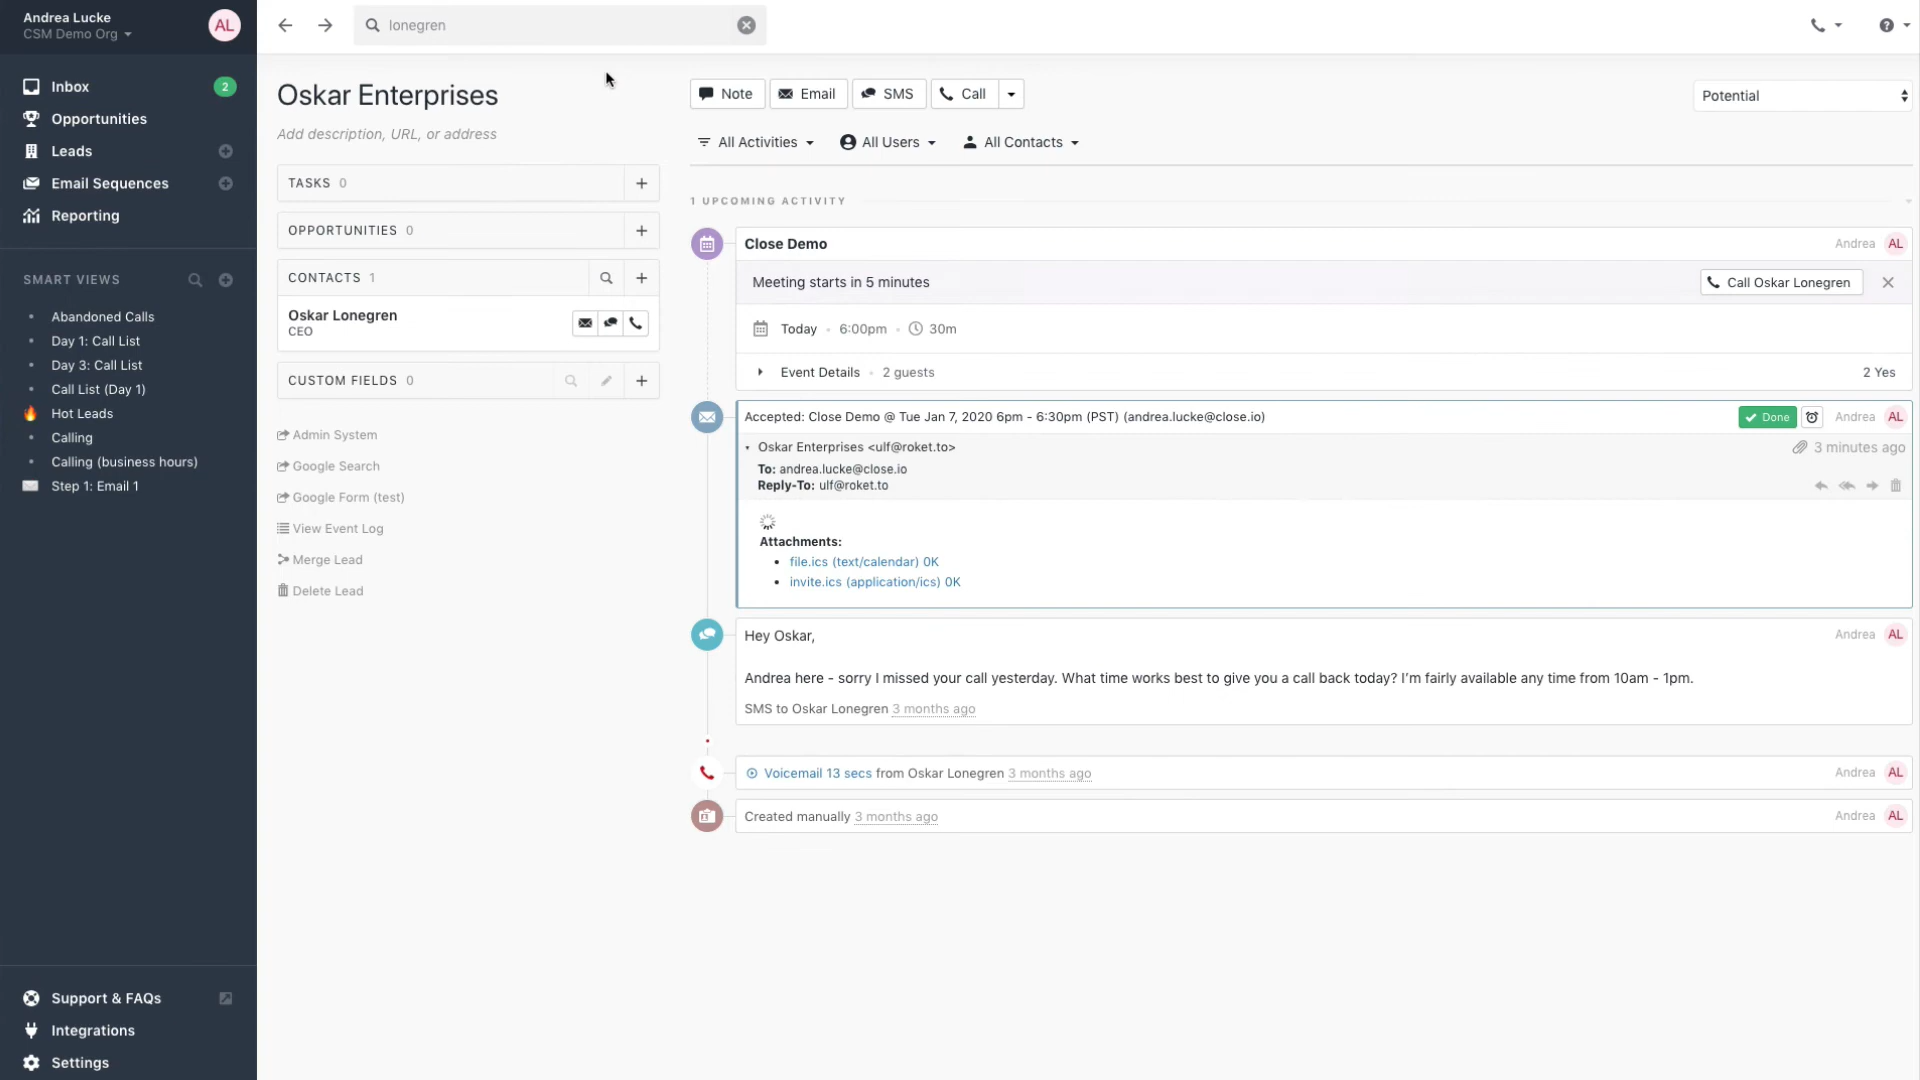 Andrea Lucke
CSM Demo Org
AL
Inbox
2
Opportunities
Leads
Email Sequences
Reporting
SMART VIEWS
Abandoned Calls
Day 1: Call List
Day 3: Call List
Call List (Day 1)
Hot Leads
Calling
Calling (business hours)
Step 1: Email 1
Support & FAQs
Integrations
Settings
lonegren
Oskar Enterprises
Add description, URL, or address
TASKS 0
OPPORTUNITIES 0
CONTACTS 1
Oskar Lonegren
CEO
CUSTOM FIELDS 0
Admin System
Google Search
Google Form (test)
View Event Log
Merge Lead
Delete Lead
Note Email SMS Call
Potential
All Activities All Users All Contacts
1 UPCOMING ACTIVITY
Close Demo Andrea AL
Meeting starts in 5 minutes Call Oskar Lonegren
Today • 6:00pm • 30m
Event Details • 2 guests 2 Yes
Accepted: Close Demo @ Tue Jan 7, 2020 6pm - 6:30pm (PST) (andrea.lucke@close.io) Done Andrea AL
Oskar Enterprises <ulf@roket.to> 3 minutes ago
To: andrea.lucke@close.io
Reply-To: ulf@roket.to
Attachments:
• file.ics (text/calendar) 0K
• invite.ics (application/ics) 0K
Hey Oskar, Andrea AL
Andrea here - sorry I missed your call yesterday. What time works best to give you a call back today? I'm fairly available any time from 10am - 1pm.
SMS to Oskar Lonegren 3 months ago
Voicemail 13 secs from Oskar Lonegren 3 months ago Andrea AL
Created manually 3 months ago Andrea AL